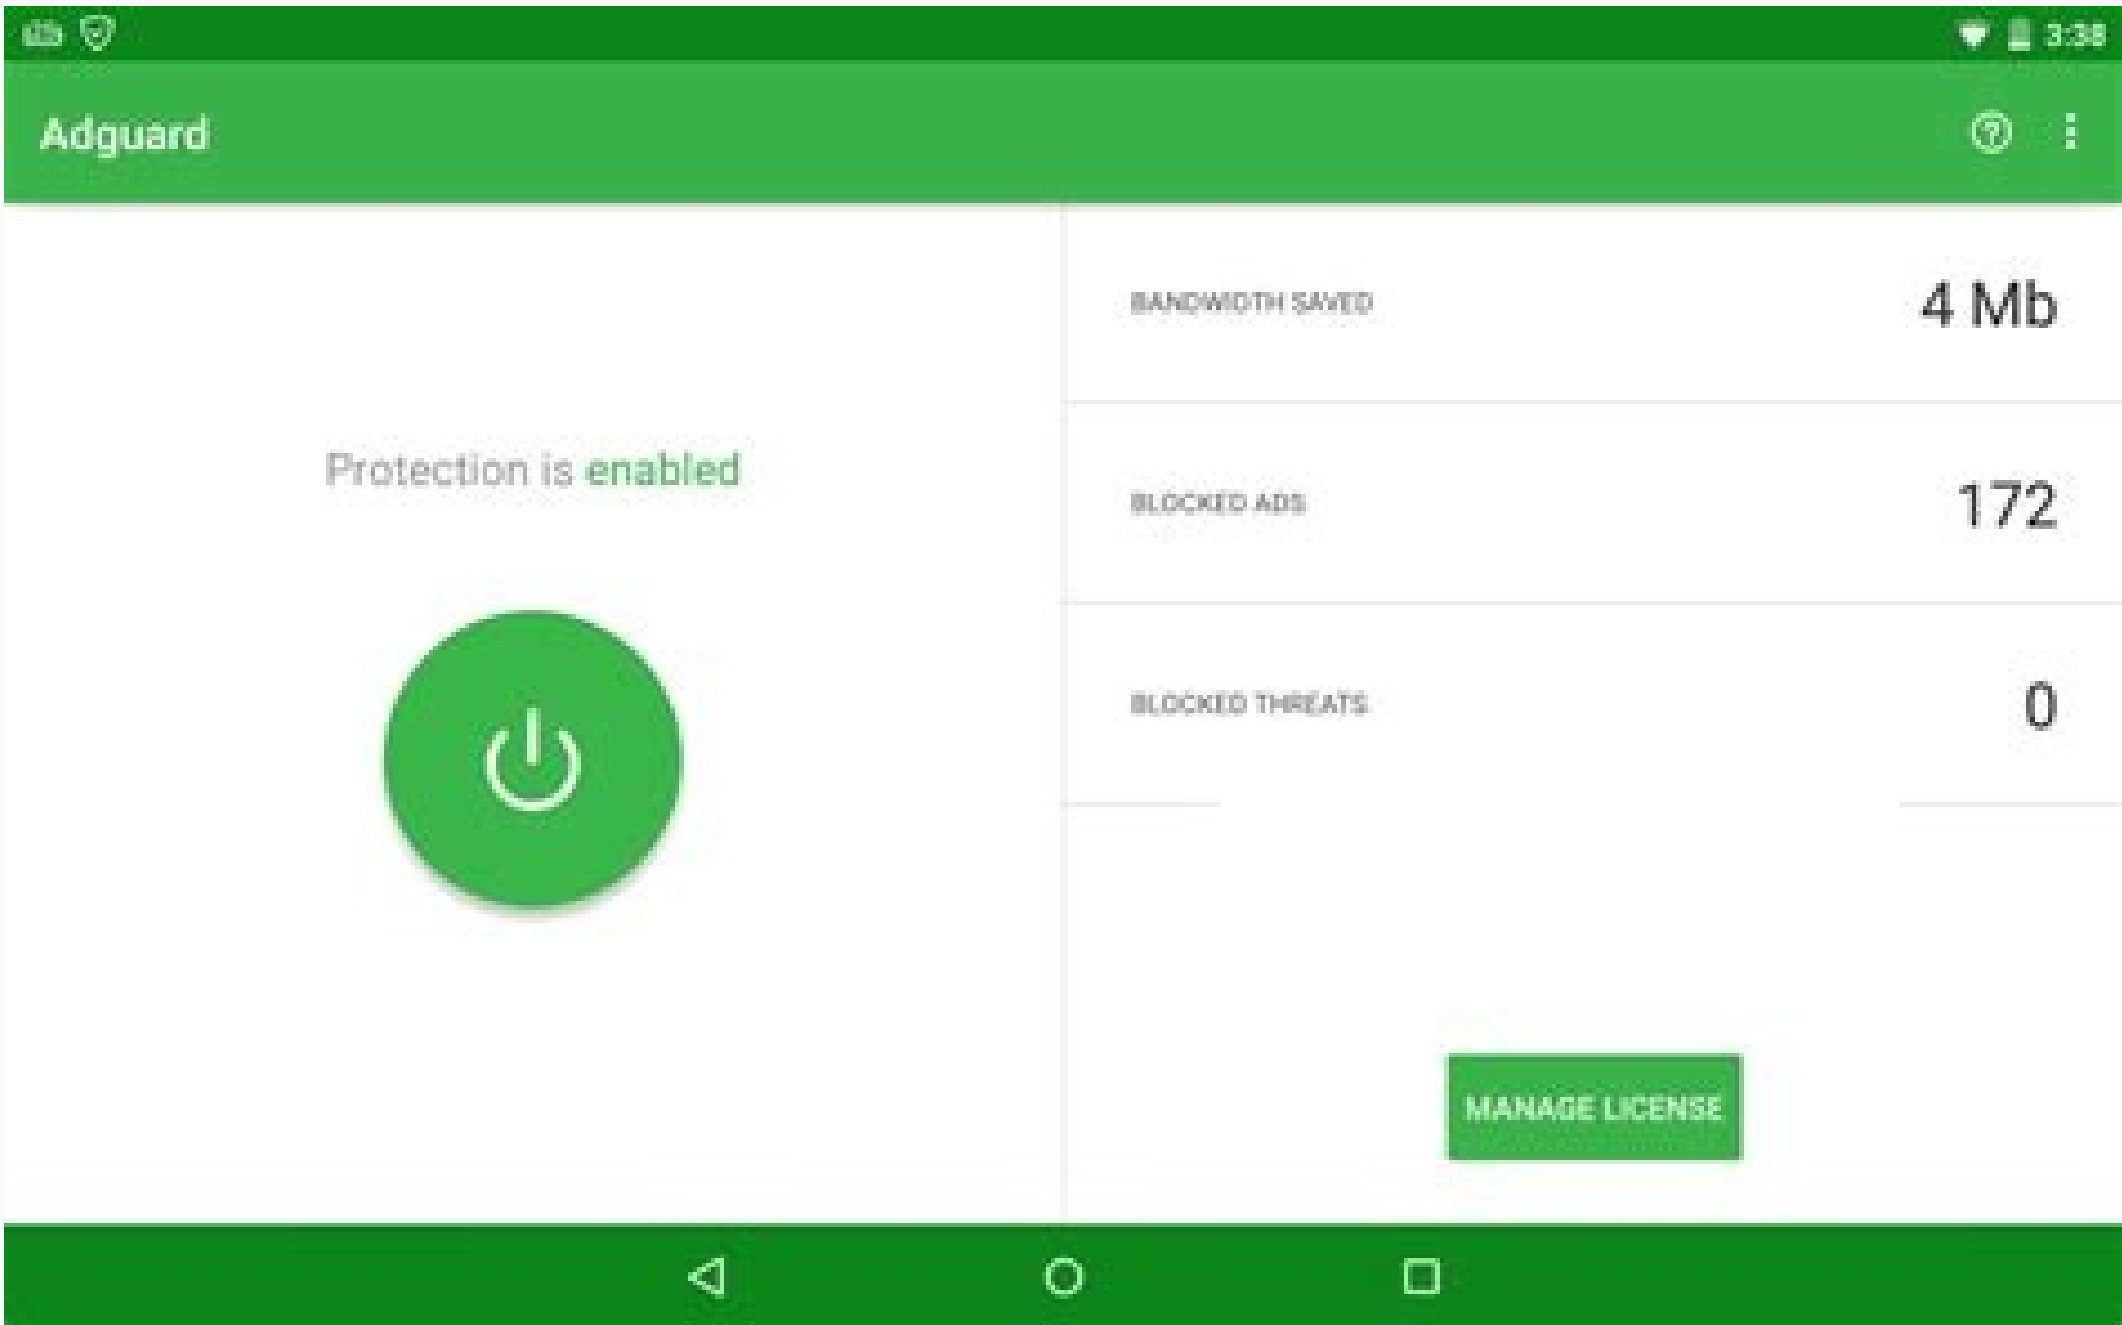 3:38
Adguard
Protection is enabled
BANDWIDTH SAVED
4 Mb
BLOCKED ADS
172
BLOCKED THREATS
0
MANAGE LICENSE